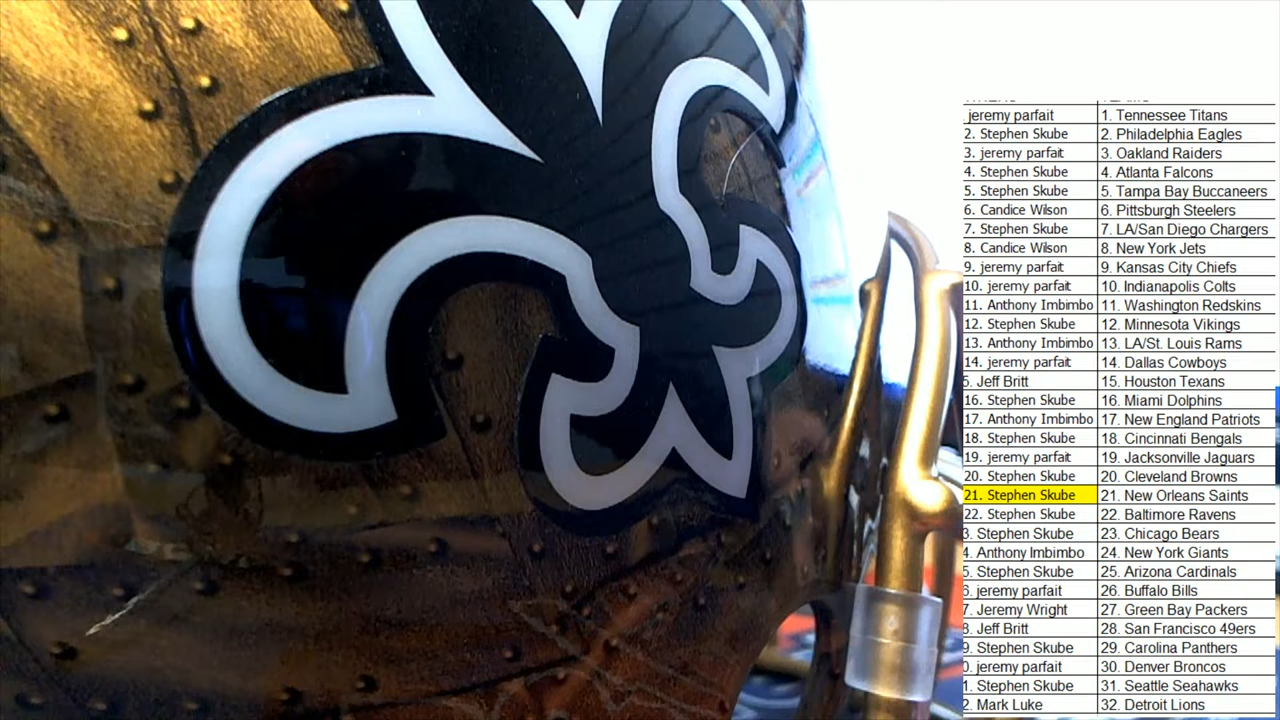 jeremy parfait 1. Tennessee Titans
2. Stephen Skube 2. Philadelphia Eagles
3. jeremy parfait 3. Oakland Raiders
4. Stephen Skube 4. Atlanta Falcons
5. Stephen Skube 5. Tampa Bay Buccaneers
6. Candice Wilson 6. Pittsburgh Steelers
7. Stephen Skube 7. LA/San Diego Chargers
8. Candice Wilson 8. New York Jets
9. jeremy parfait 9. Kansas City Chiefs
10. jeremy parfait 10. Indianapolis Colts
11. Anthony Imbimbo 11. Washington Redskins
12. Stephen Skube 12. Minnesota Vikings
13. Anthony Imbimbo 13. LA/St. Louis Rams
14. jeremy parfait 14. Dallas Cowboys
5. Jeff Britt 15. Houston Texans
16. Stephen Skube 16. Miami Dolphins
17. Anthony Imbimbo 17. New England Patriots
18. Stephen Skube 18. Cincinnati Bengals
19. jeremy parfait 19. Jacksonville Jaguars
20. Stephen Skube 20. Cleveland Browns
21. Stephen Skube 21. New Orleans Saints
22. Stephen Skube 22. Baltimore Ravens
3. Stephen Skube 23. Chicago Bears
4. Anthony Imbimbo 24. New York Giants
5. Stephen Skube 25. Arizona Cardinals
6. jeremy parfait 26. Buffalo Bills
7. Jeremy Wright 27. Green Bay Packers
8. Jeff Britt 28. San Francisco 49ers
9. Stephen Skube 29. Carolina Panthers
0. jeremy parfait 30. Denver Broncos
1. Stephen Skube 31. Seattle Seahawks
2. Mark Luke 32. Detroit Lions